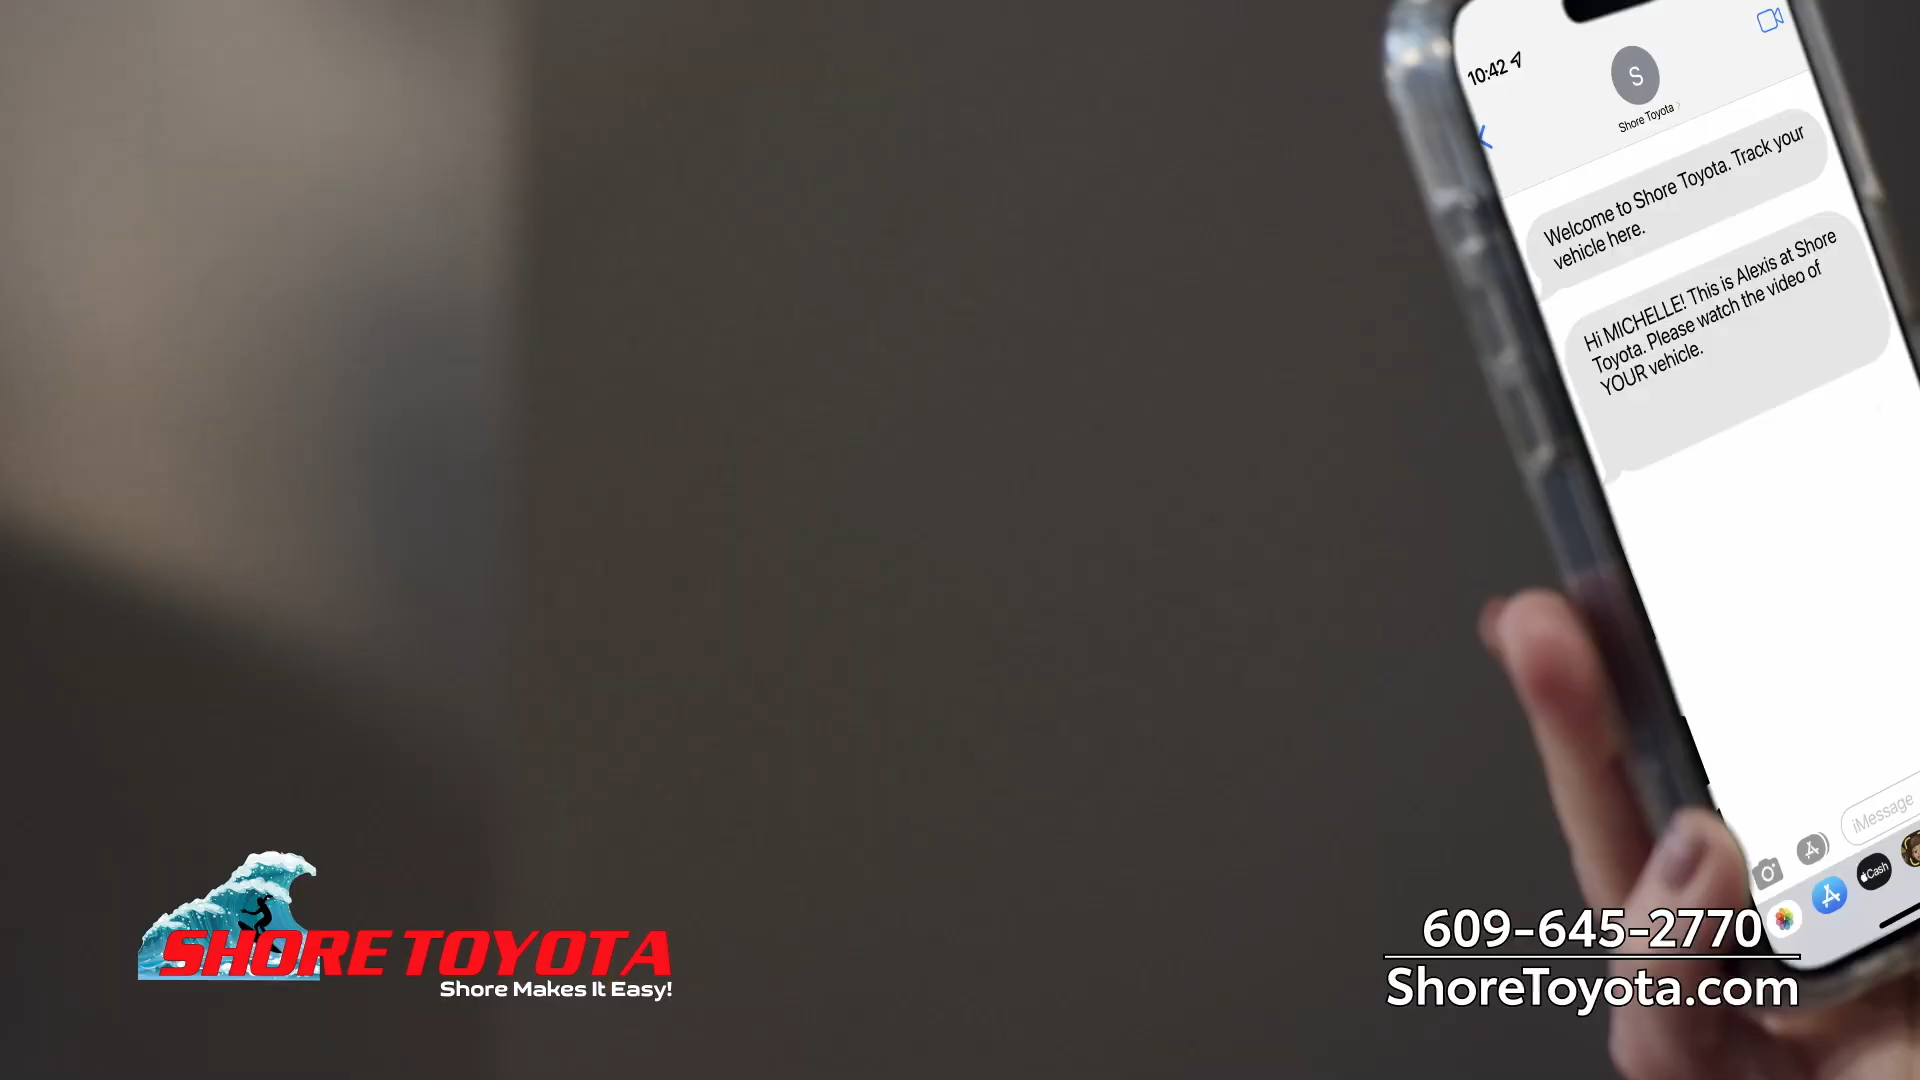 10:42
S
Shore Toyota
Welcome to Shore Toyota. Track your
vehicle here.
Hi MICHELLE! This is Alexis at Shore
Toyota. Please watch the video of
YOUR vehicle.
iMessage
Cash
SHORE TOYOTA
Shore Makes It Easy!
609-645-2770
ShoreToyota.com